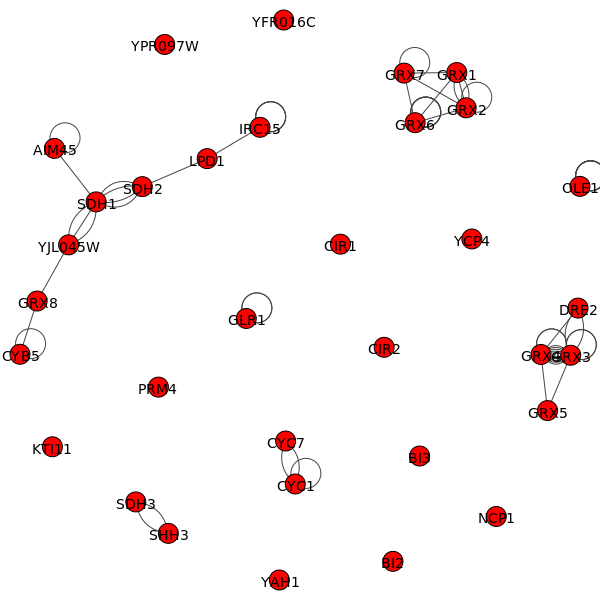 YFR016C
YPR097W
GRX7
GRX1
GRX2
GRX6
IRC15
AIM45
LPD1
SDH2
OLE1
SDH1
YJL045W
CIR1
YCP4
GRX8
DRE2
GLR1
CYB5
CIR2
GRX4
GRX3
PRM4
GRX5
KTI11
CYC7
BI3
CYC1
SDH3
NCP1
SHH3
BI2
YAH1